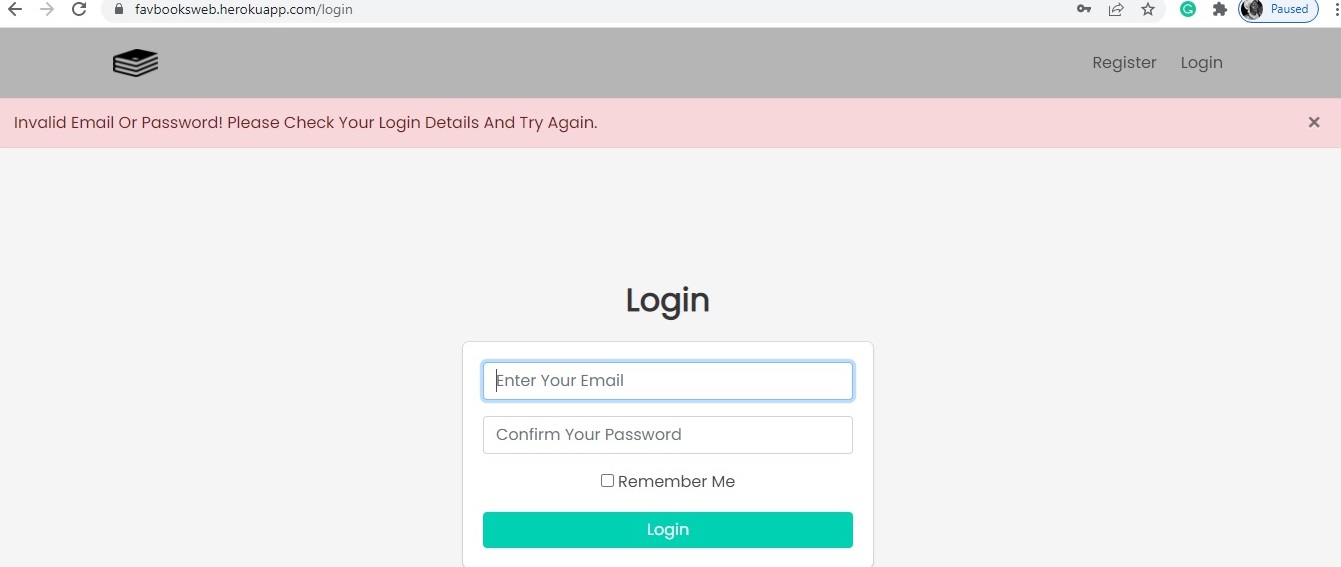 favbooksweb.herokuapp.com/login
Paused
Register Login
Invalid Email Or Password! Please Check Your Login Details And Try Again.
×
Login
Enter Your Email
Confirm Your Password
Remember Me
Login